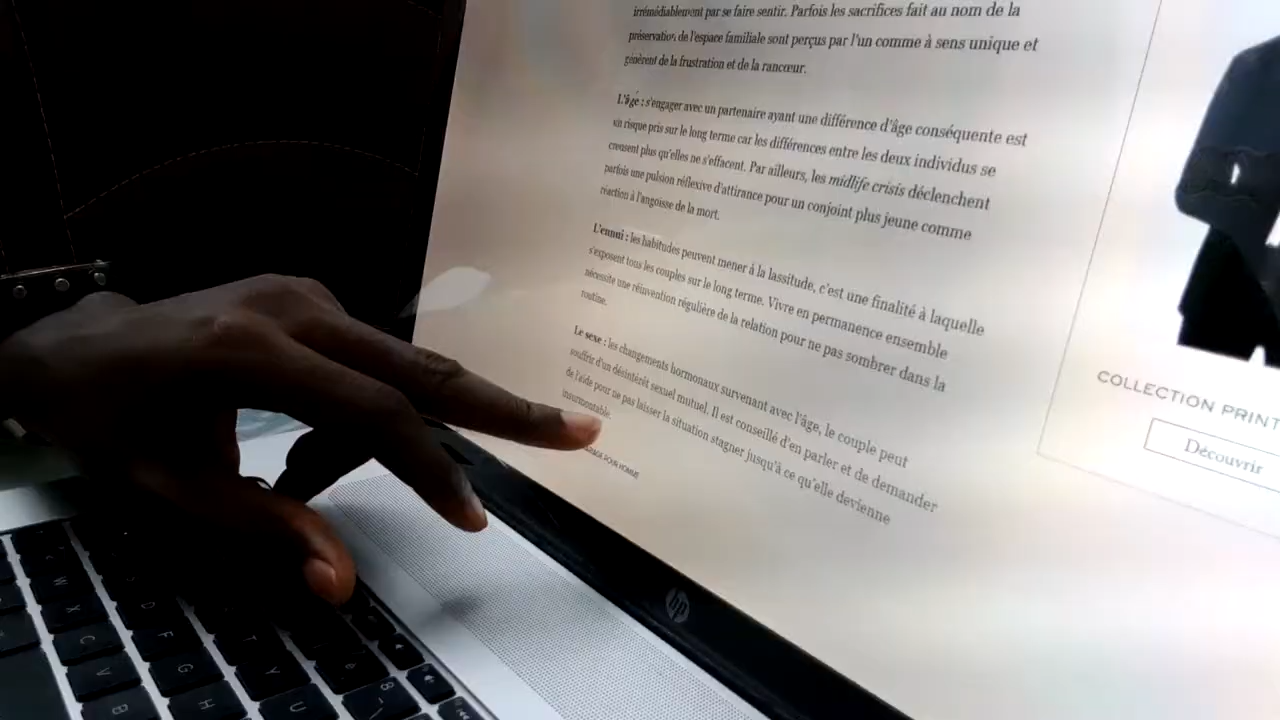 irrémédiablement par se faire sentir. Parfois les sacrifices fait au nom de la
préservation de l'espace familiale sont perçus par l'un comme à sens unique et
génèrent de la frustration et de la rancœur.
L'âge : s'engager avec un partenaire ayant une différence d'âge conséquente est
un risque pris sur le long terme car les différences entre les deux individus se
creusent plus qu'elles ne s'effacent. Par ailleurs, les midlife crisis déclenchent
parfois une pulsion réflexive d'attirance pour un conjoint plus jeune comme
réaction à l'angoisse de la mort.
L'ennui : les habitudes peuvent mener à la lassitude, c'est une finalité à laquelle
s'exposent tous les couples sur le long terme. Vivre en permanence ensemble
nécessite une réinvention régulière de la relation pour ne pas sombrer dans la
routine.
Le sexe : les changements hormonaux survenant avec l'âge, le couple peut
souffrir d'un désintérêt sexuel mutuel. Il est conseillé d'en parler et de demander
de l'aide pour ne pas laisser la situation stagner jusqu'à ce qu'elle devienne
insurmontable.
POUR HOMME
COLLECTION PRINT
Découvrir
hp
W
X
C
V
B
D
F
G
H
T
Y
U
8